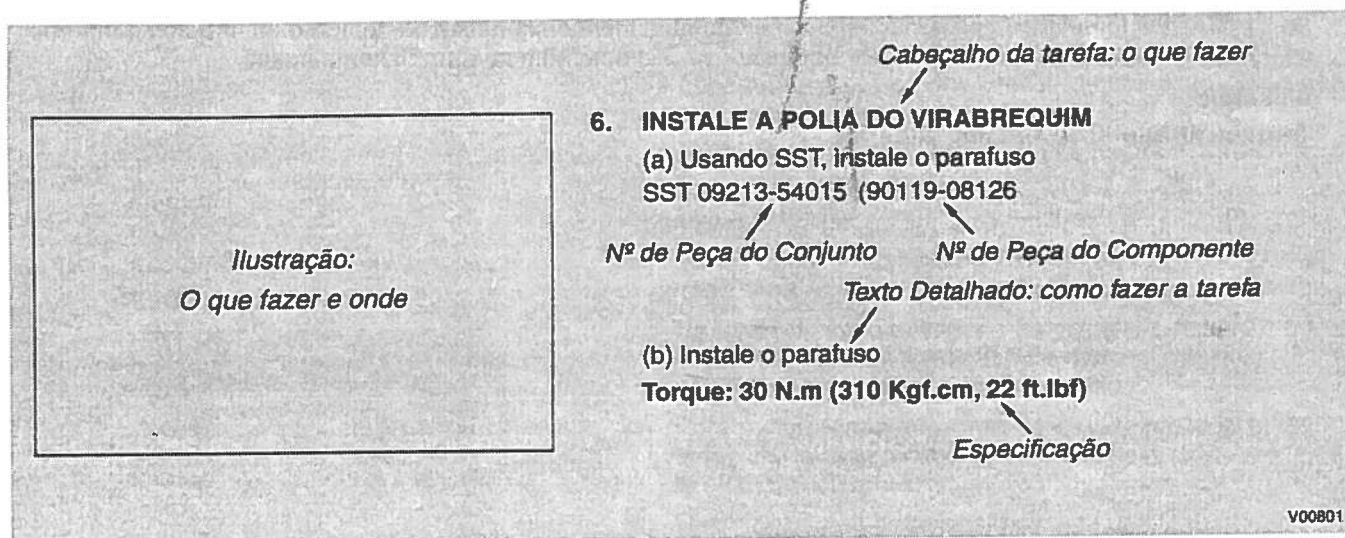 Cabeçalho da tarefa: o que fazer
6. INSTALE A POLIA DO VIRABREQUIM
(a) Usando SST, instale o parafuso
SST 09213-54015 (90119-08126
Nº de Peça do Conjunto Nº de Peça do Componente
Ilustração:
O que fazer e onde
Texto Detalhado: como fazer a tarefa
(b) Instale o parafuso
Torque: 30 N.m (310 Kgf.cm, 22 ft.lbf)
Especificação
V00801